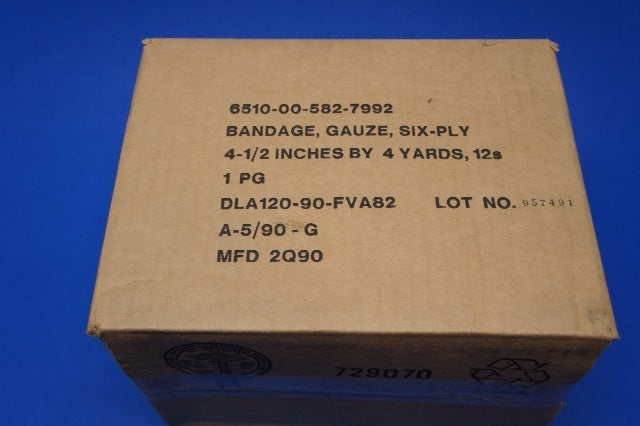 6510-00-582-7992
BANDAGE, GAUZE, SIX-PLY
4-1/2 INCHES BY 4 YARDS, 12s
1 PG
DLA120-90-FVA82 LOT NO. 957491
A-5/90 - G
MFD 2Q90
729070